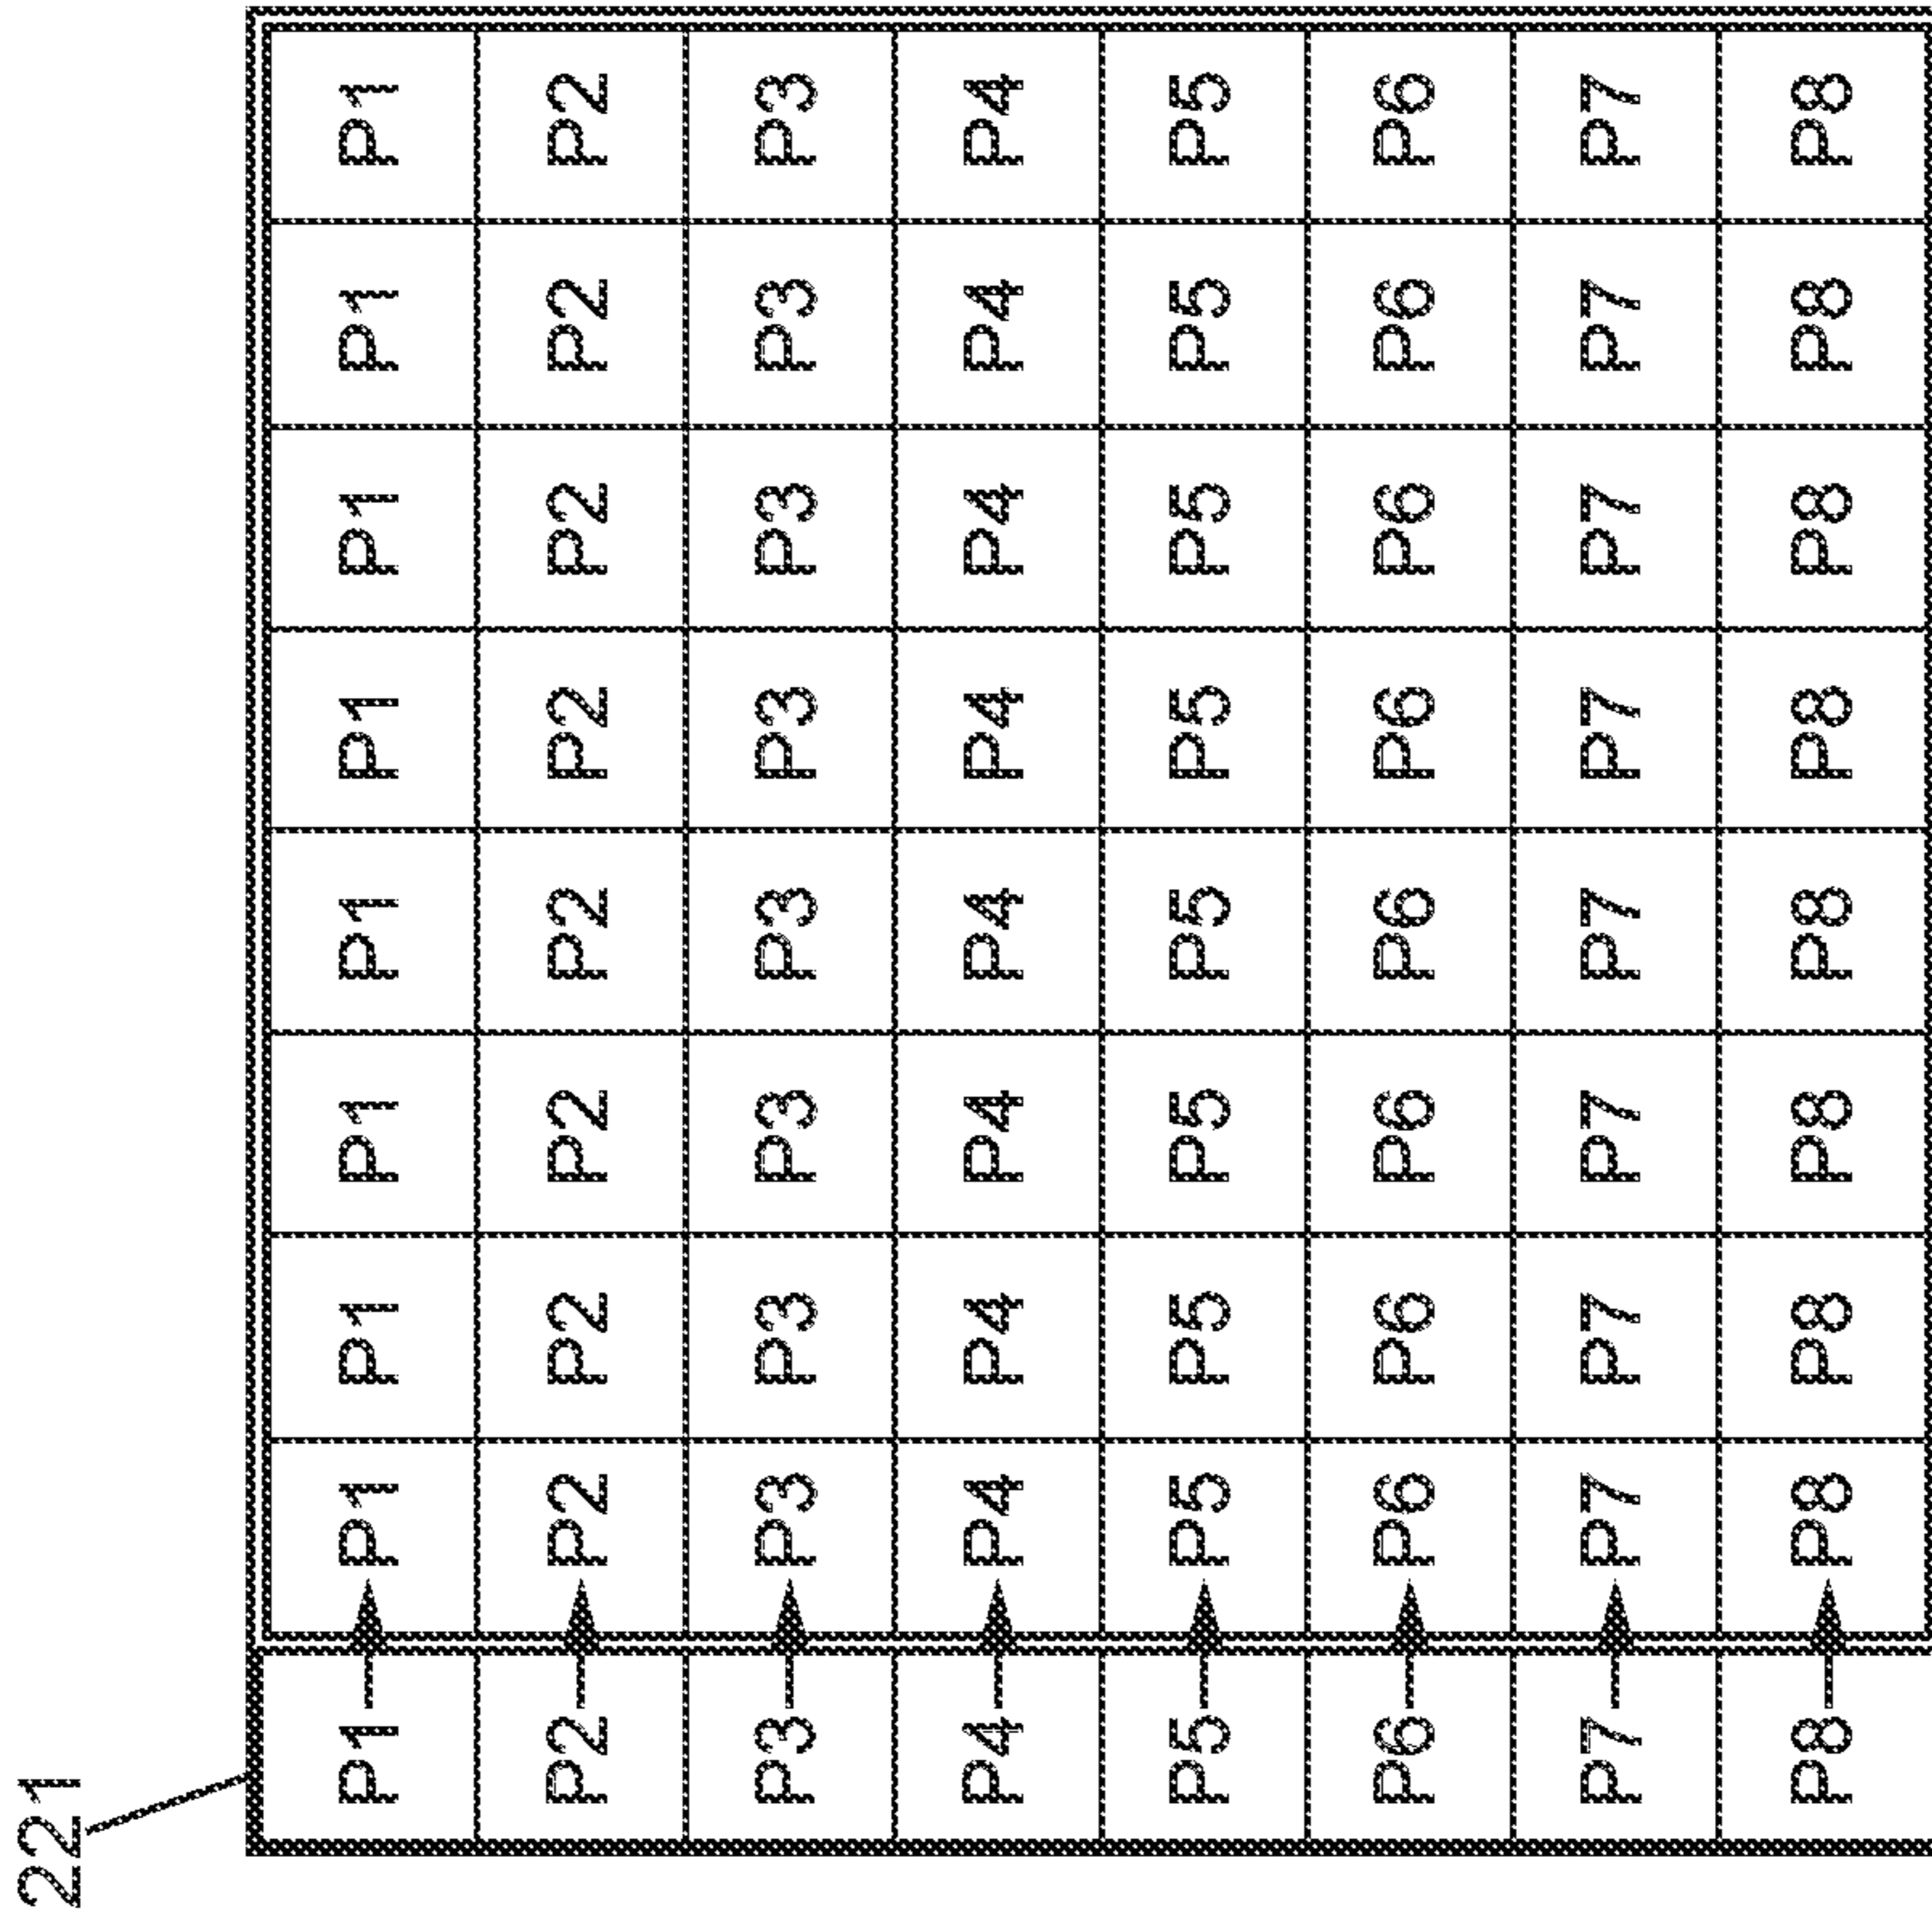 221
P1 P1 P1 P1 P1 P1 P1 P1 P1
P2 P2 P2 P2 P2 P2 P2 P2 P2
P3 P3 P3 P3 P3 P3 P3 P3 P3
P4 P4 P4 P4 P4 P4 P4 P4 P4
P5 P5 P5 P5 P5 P5 P5 P5 P5
P6 P6 P6 P6 P6 P6 P6 P6 P6
P7 P7 P7 P7 P7 P7 P7 P7 P7
P8 P8 P8 P8 P8 P8 P8 P8 P8